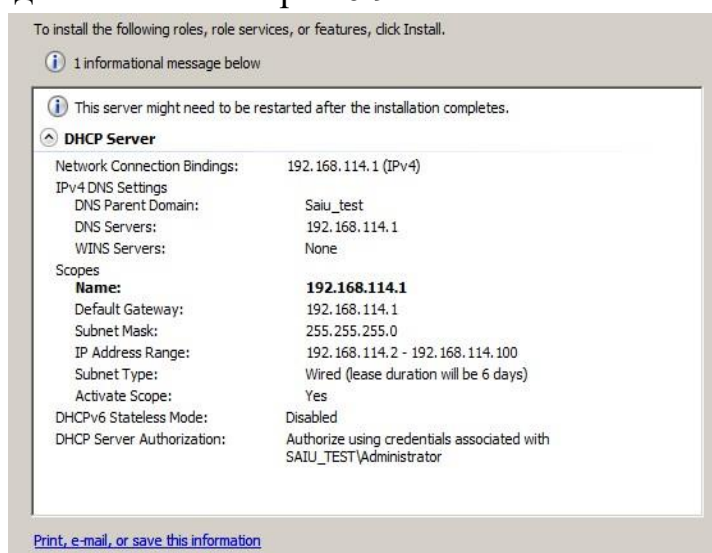 To install the following roles, role services, or features, click Install.
1 informational message below
This server might need to be restarted after the installation completes.
DHCP Server
Network Connection Bindings: 192.168.114.1 (IPv4)
IPv4 DNS Settings
DNS Parent Domain: Saiu_test
DNS Servers: 192.168.114.1
WINS Servers: None
Scopes
Name: 192.168.114.1
Default Gateway: 192.168.114.1
Subnet Mask: 255.255.255.0
IP Address Range: 192.168.114.2 - 192.168.114.100
Subnet Type: Wired (lease duration will be 6 days)
Activate Scope: Yes
DHCPv6 Stateless Mode: Disabled
DHCP Server Authorization: Authorize using credentials associated with
SAIU_TEST\Administrator
Print, e-mail, or save this information